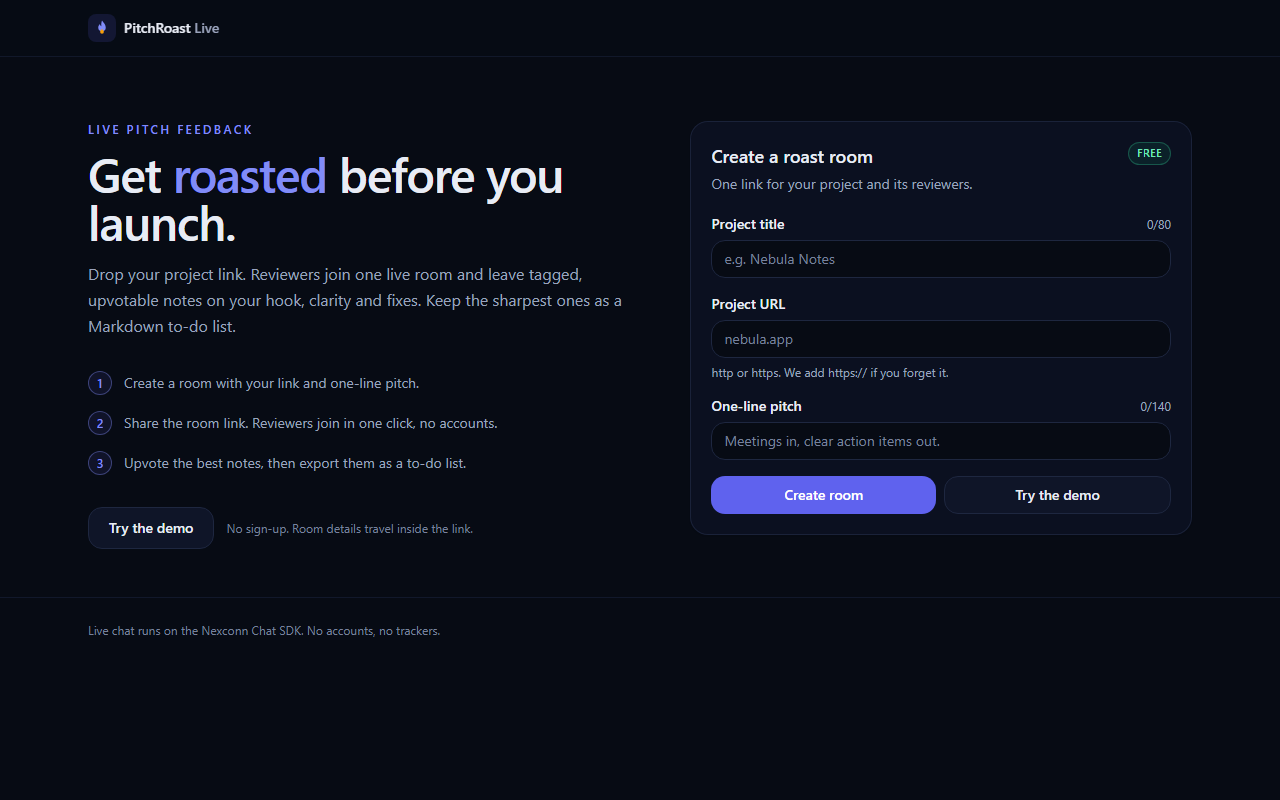 PitchRoast Live
LIVE PITCH FEEDBACK
Get roasted before you
launch.
Drop your project link. Reviewers join one live room and leave tagged,
upvotable notes on your hook, clarity and fixes. Keep the sharpest ones as a
Markdown to-do list.
1 Create a room with your link and one-line pitch.
2 Share the room link. Reviewers join in one click, no accounts.
3 Upvote the best notes, then export them as a to-do list.
Try the demo No sign-up. Room details travel inside the link.
Create a roast room FREE
One link for your project and its reviewers.
Project title 0/80
e.g. Nebula Notes
Project URL
nebula.app
http or https. We add https:// if you forget it.
One-line pitch 0/140
Meetings in, clear action items out.
Create room Try the demo
Live chat runs on the Nexconn Chat SDK. No accounts, no trackers.